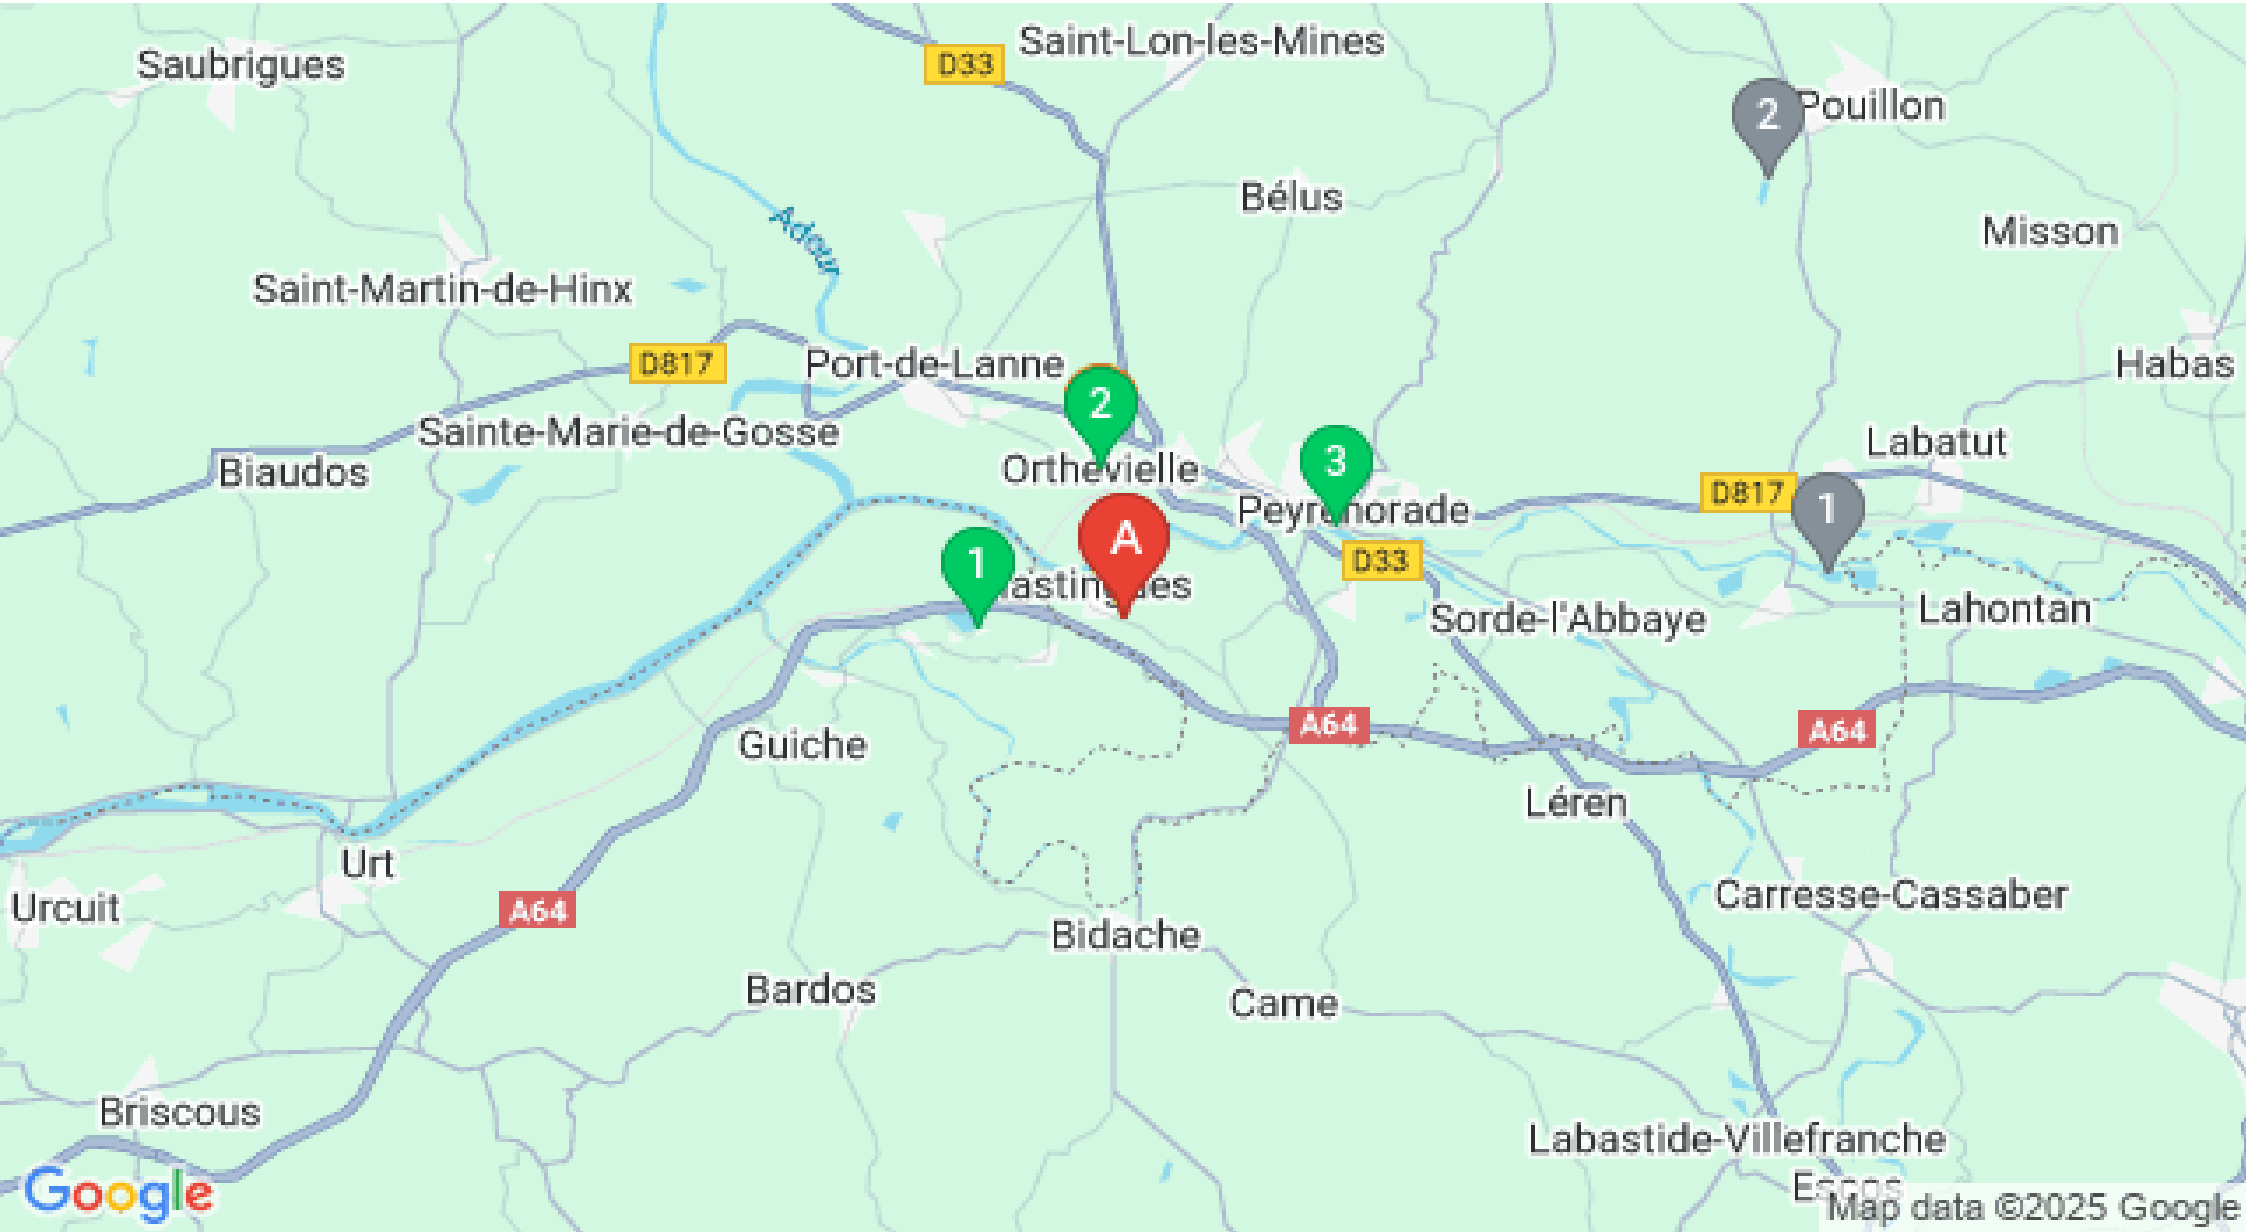 Saint-Lon-les-Mines
Saubrigues
D33
Pouillon
2
Bélus
Misson
Adour
Saint-Martin-de-Hinx
D817
Port-de-Lanne
Habas
2
Sainte-Marie-de-Gosse
Labatut
Biaudos
Orthevielle
3
D817
Peyrehorade
1
A
D33
1
Hastingues
Lahontan
Sorde-l'Abbaye
A64
A64
Guiche
Léren
Urt
Carresse-Cassaber
Urcuit
A64
Bidache
Bardos
Came
Briscous
Labastide-Villefranche
Escos
Google
Map data ©2025 Google